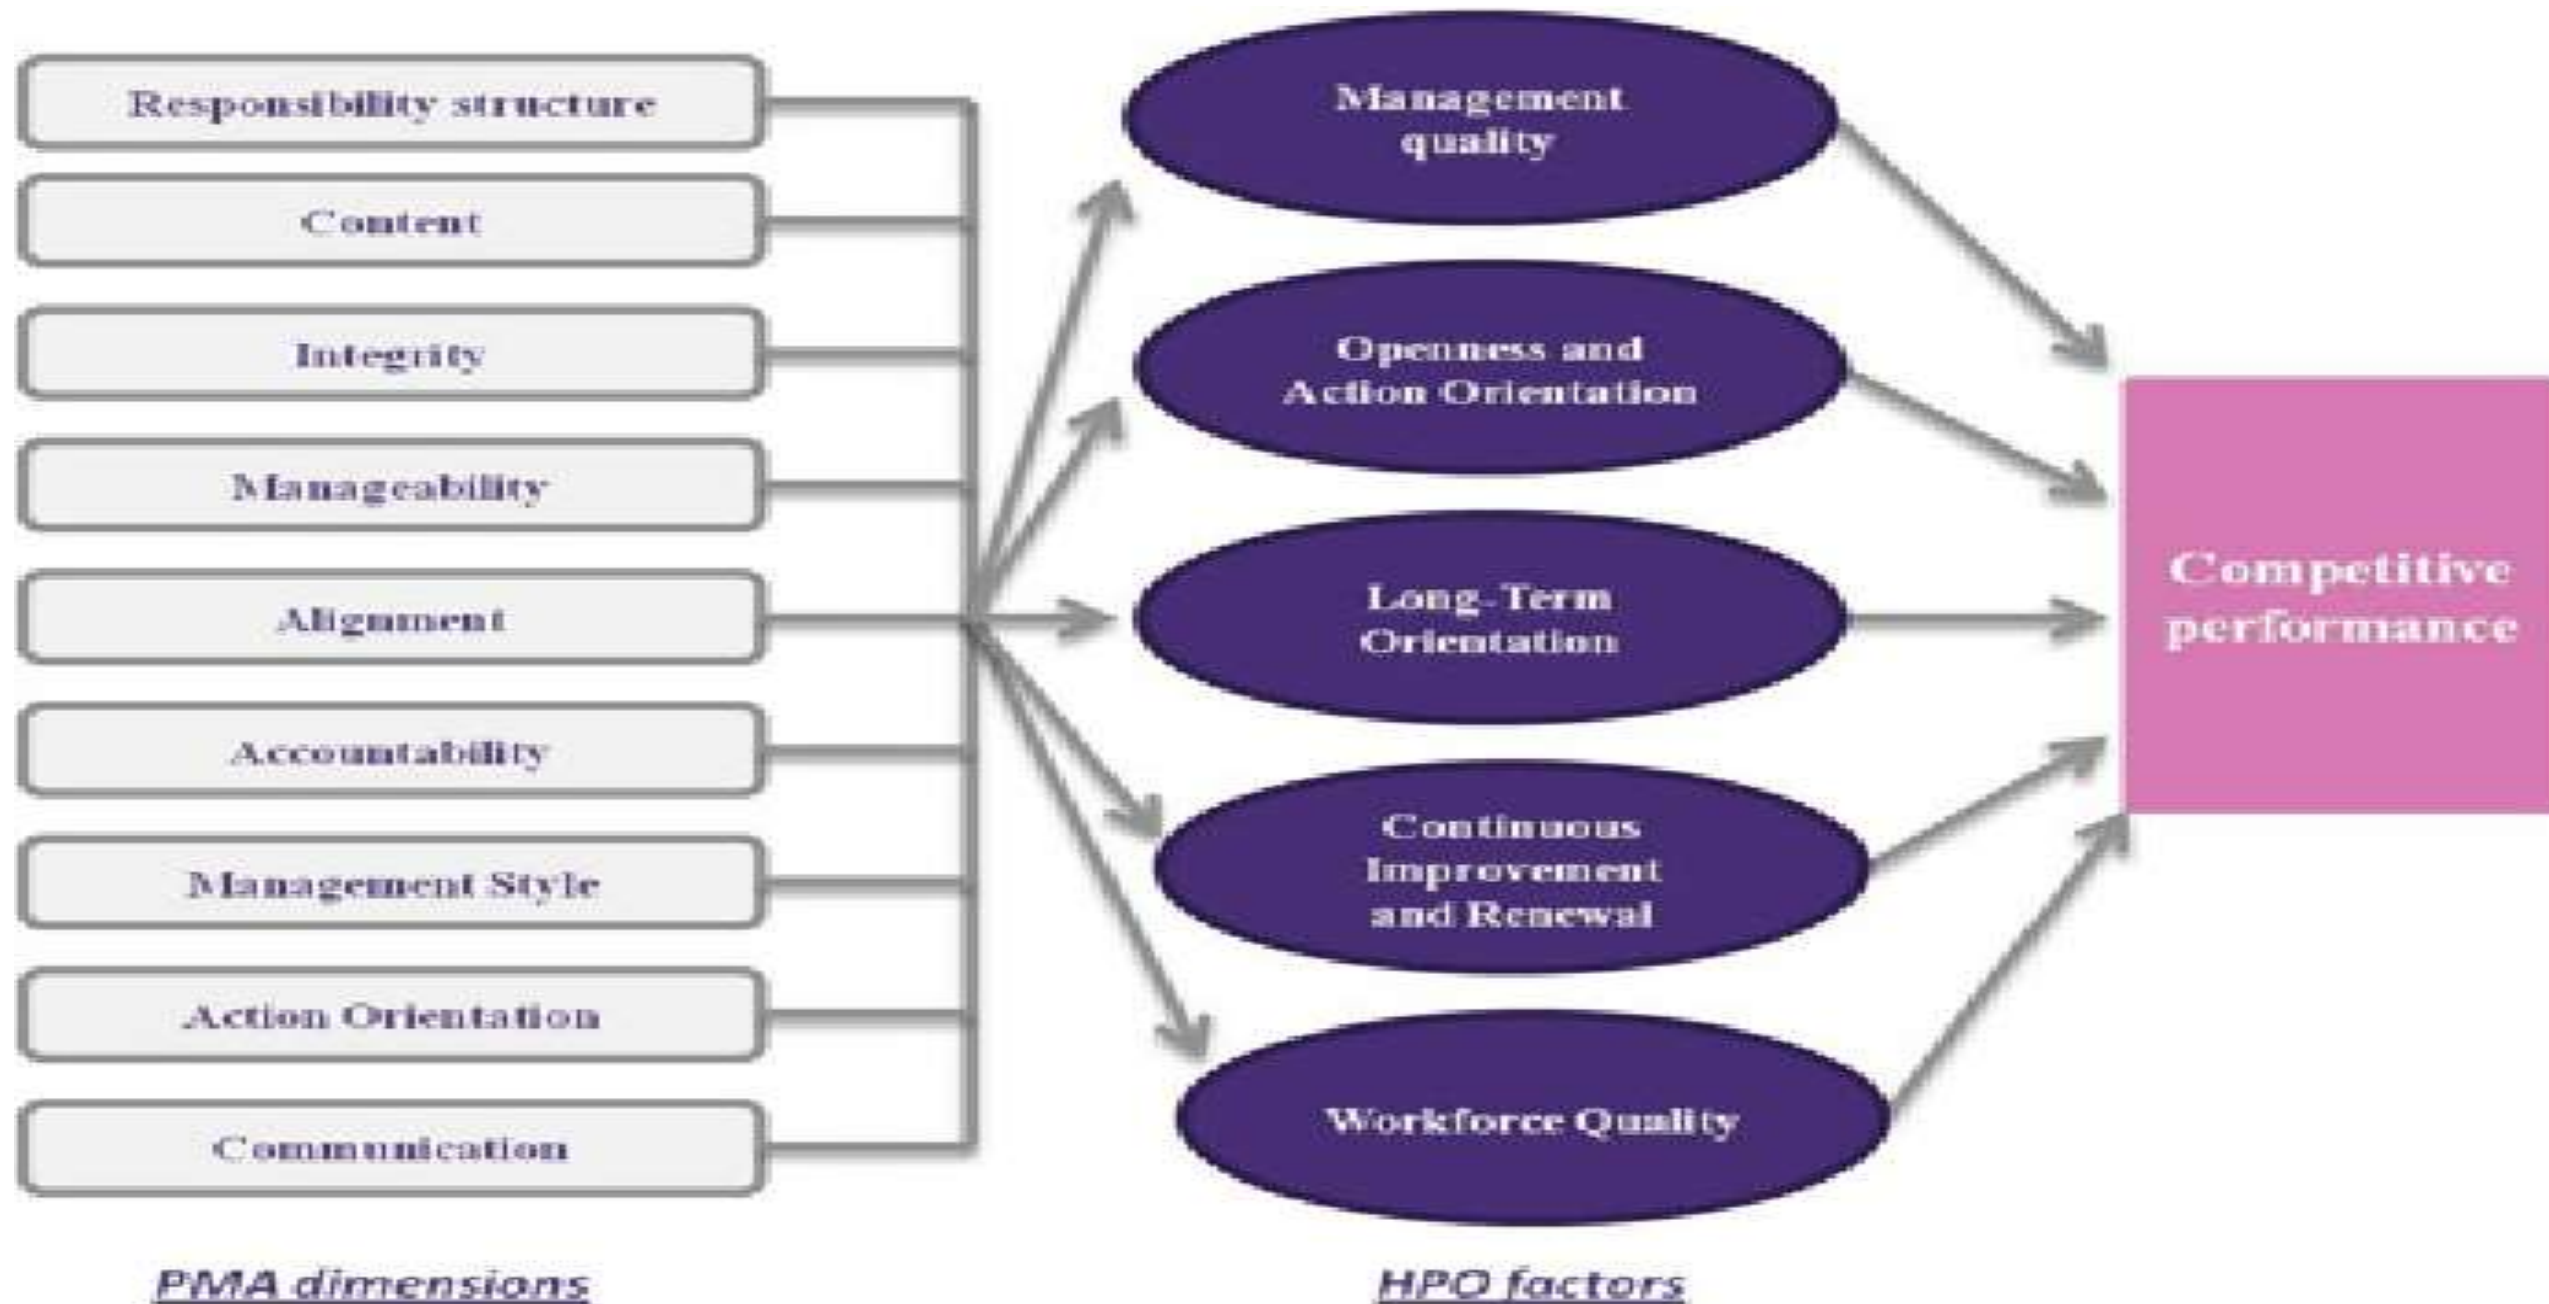 Responsibility structure
Content
Integrity
Manageability
Alignment
Accountability
Management Style
Action Orientation
Communication
PMA dimensions
Management
quality
Openness and
Action Orientation
Long-Term
Orientation
Continuous
Improvement
and Renewal
Workforce Quality
HPO factors
Competitive
performance